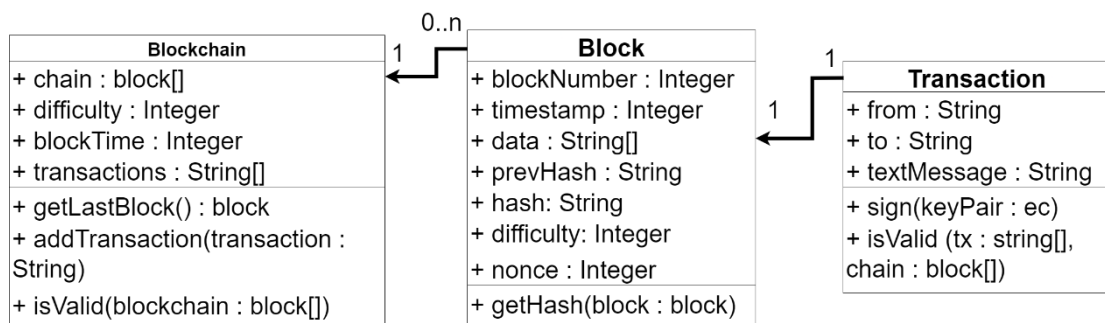 Blockchain
+ chain : block[]
+ difficulty : Integer
+ blockTime : Integer
+ transactions : String[]
+ getLastBlock() : block
+ addTransaction(transaction :
String)
+ isValid(blockchain : block[])
1
0..n
Block
+ blockNumber : Integer
+ timestamp : Integer
+ data : String[]
+ prevHash : String
+ hash: String
+ difficulty: Integer
+ nonce : Integer
+ getHash(block : block)
1
1
Transaction
+ from : String
+ to : String
+ textMessage : String
+ sign(keyPair : ec)
+ isValid (tx : string[],
chain : block[])